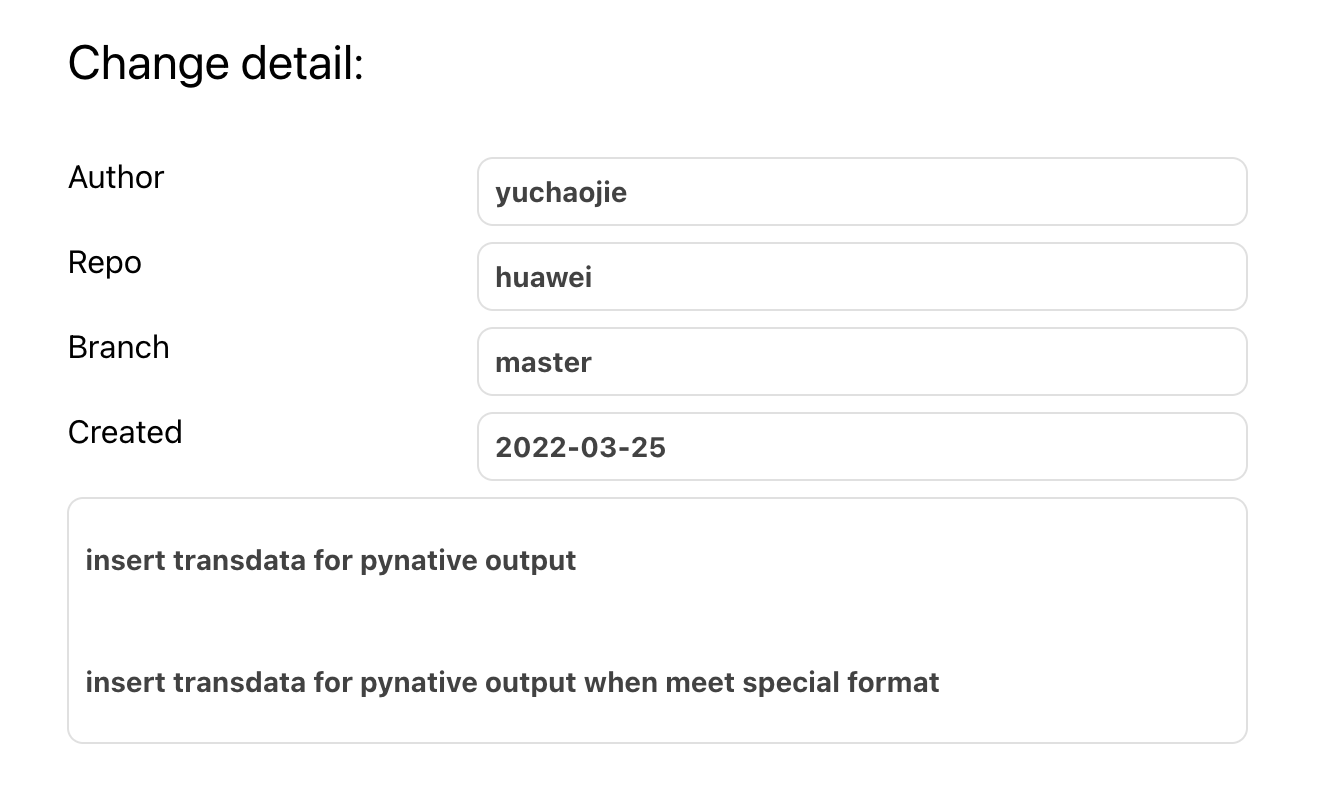 Change detail:
Author
yuchaojie
Repo
huawei
Branch
master
Created
2022-03-25
insert transdata for pynative output
insert transdata for pynative output when meet special format